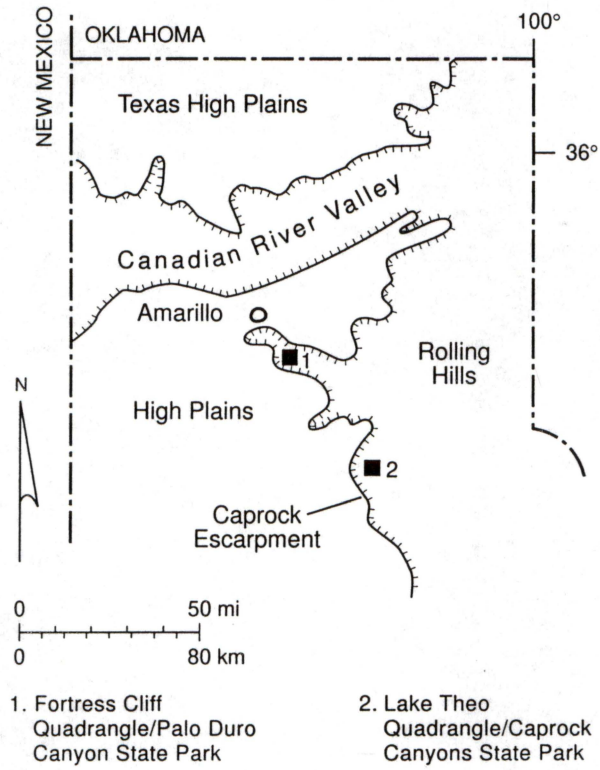 NEW MEXICO
OKLAHOMA
100°
Texas High Plains
36°
Canadian River Valley
Amarillo
1
Rolling
Hills
N
High Plains
2
Caprock
Escarpment
0 50 mi
0 80 km
1. Fortress Cliff
Quadrangle/Palo Duro
Canyon State Park
2. Lake Theo
Quadrangle/Caprock
Canyons State Park